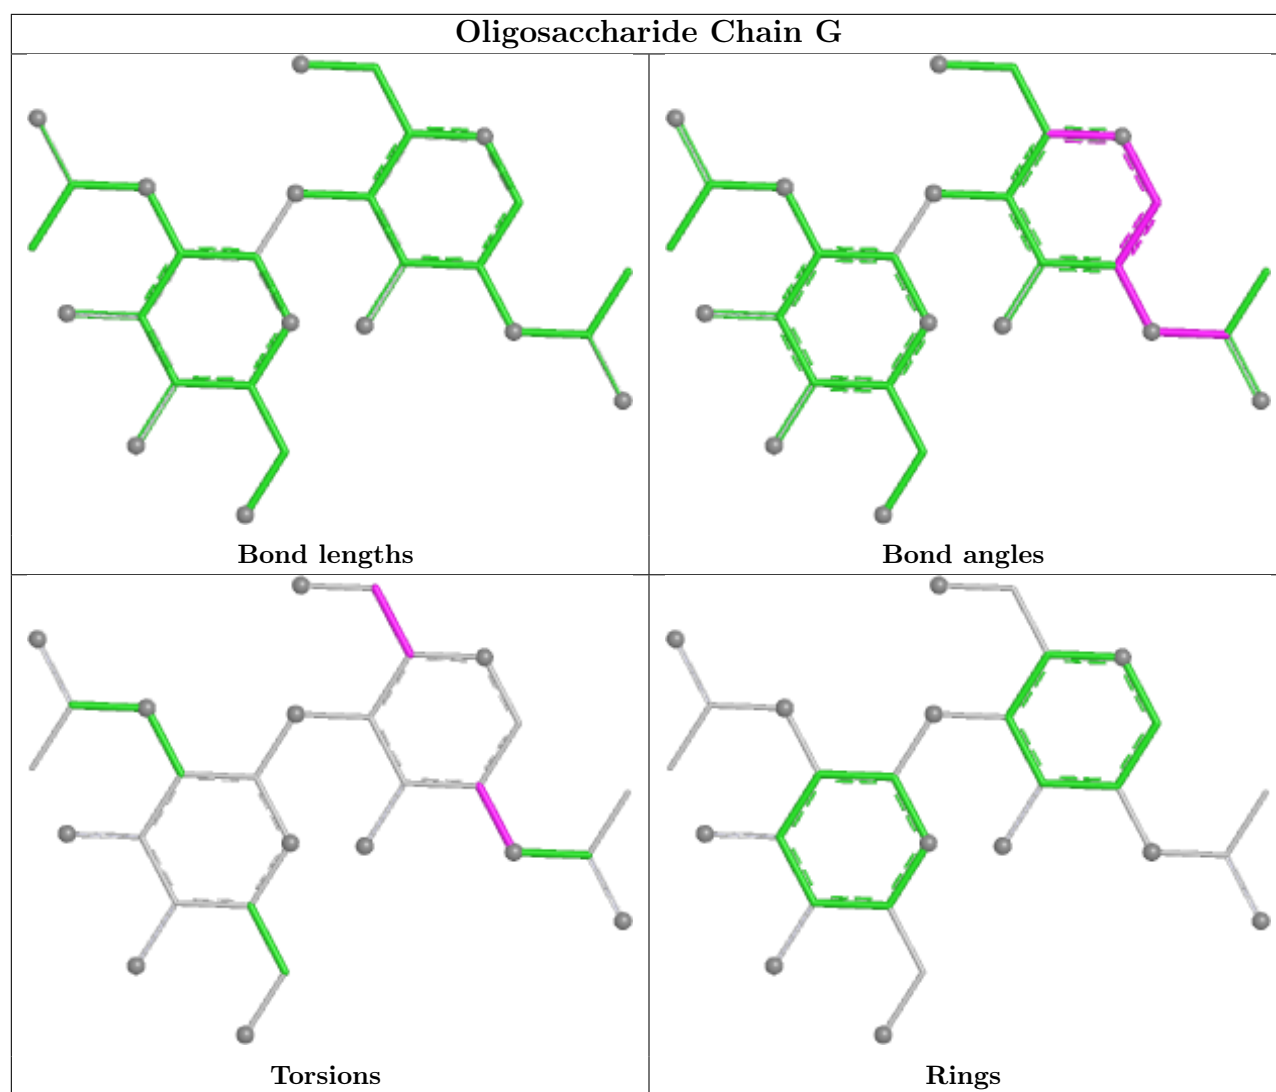 Oligosaccharide Chain G
Bond lengths
Bond angles
Torsions
Rings